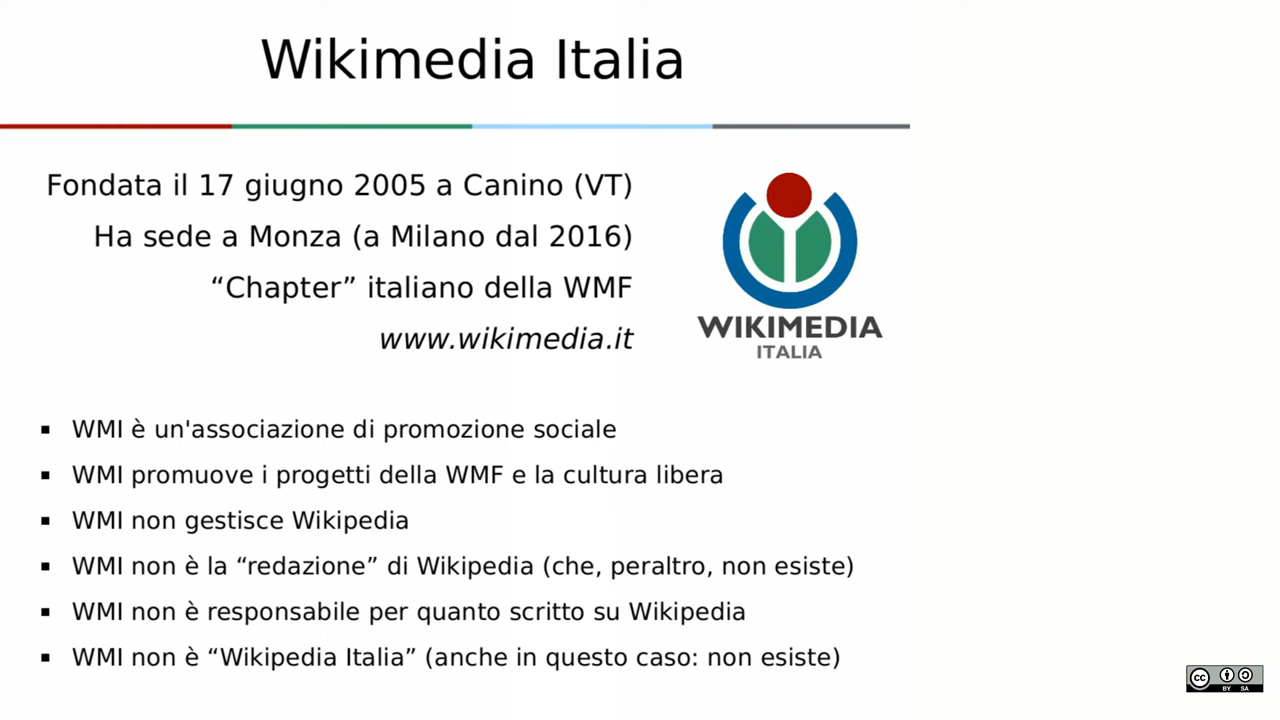 Wikimedia Italia
Fondata il 17 giugno 2005 a Canino (VT)
Ha sede a Monza (a Milano dal 2016)
“Chapter” italiano della WMF
www.wikimedia.it
WIKIMEDIA
ITALIA
▪ WMI è un'associazione di promozione sociale
▪ WMI promuove i progetti della WMF e la cultura libera
▪ WMI non gestisce Wikipedia
▪ WMI non è la “redazione” di Wikipedia (che, peraltro, non esiste)
▪ WMI non è responsabile per quanto scritto su Wikipedia
▪ WMI non è “Wikipedia Italia” (anche in questo caso: non esiste)
cc
BY SA